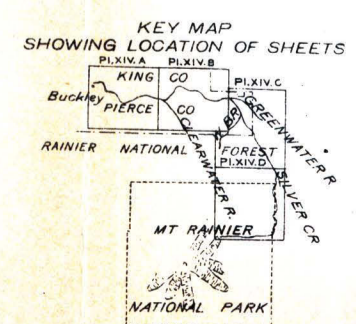 KEY MAP
SHOWING LOCATION OF SHEETS
Pl.XIV.A Pl.XIV.B
KING CO
Pl.XIV.C
Buckley
PIERCE CO
GREENWATER R.
W. BR.
CLEARWATER R.
RAINIER NATIONAL FOREST
Pl.XIV.D
SILVER CR
MT RAINIER
NATIONAL PARK